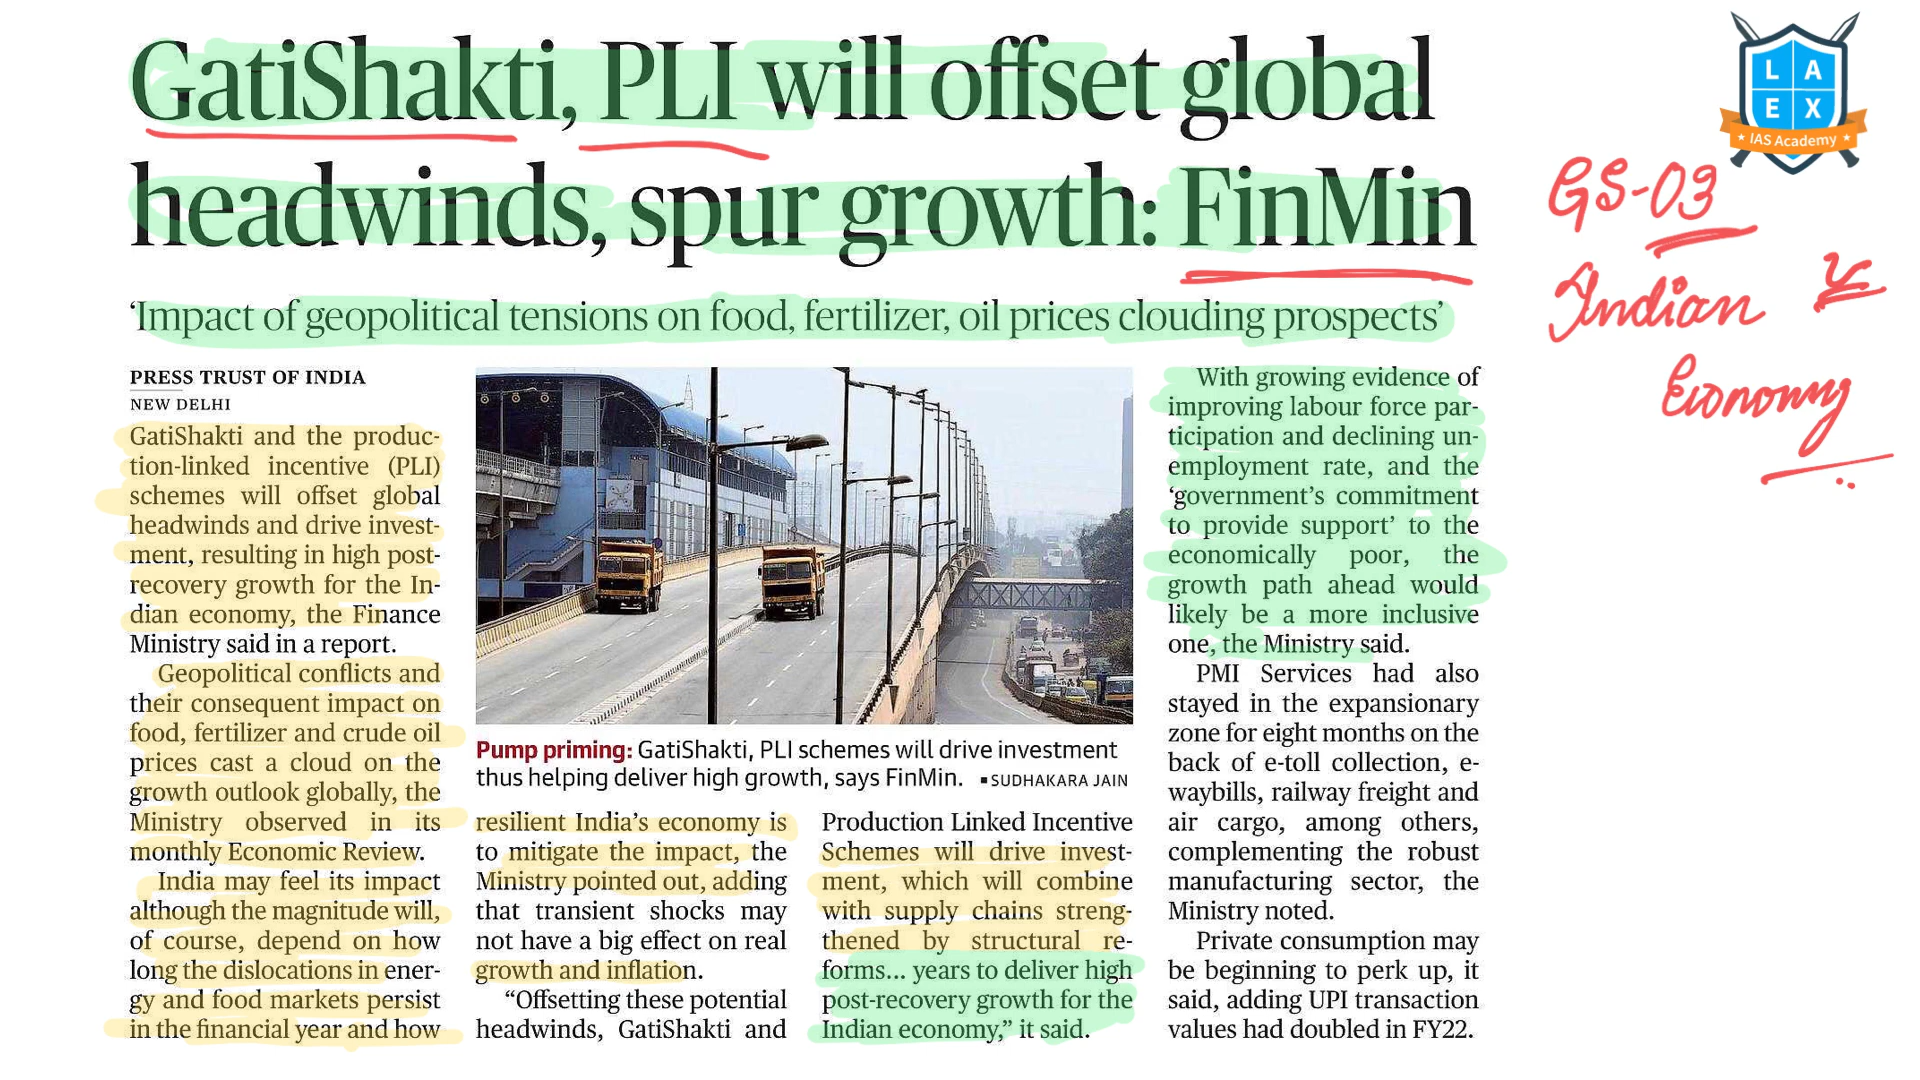 GatiShakti, PLI will offset global
headwinds, spur growth: FinMin
‘Impact of geopolitical tensions on food, fertilizer, oil prices clouding prospects’
PRESS TRUST OF INDIA
NEW DELHI
GatiShakti and the produc-
tion-linked incentive (PLI)
schemes will offset global
headwinds and drive invest-
ment, resulting in high post-
recovery growth for the In-
dian economy, the Finance
Ministry said in a report.
Geopolitical conflicts and
their consequent impact on
food, fertilizer and crude oil
prices cast a cloud on the
growth outlook globally, the
Ministry observed in its
monthly Economic Review.
India may feel its impact
although the magnitude will,
of course, depend on how
long the dislocations in ener-
gy and food markets persist
in the financial year and how
Pump priming: GatiShakti, PLI schemes will drive investment
thus helping deliver high growth, says FinMin. ▪SUDHAKARA JAIN
resilient India’s economy is
to mitigate the impact, the
Ministry pointed out, adding
that transient shocks may
not have a big effect on real
growth and inflation.
“Offsetting these potential
headwinds, GatiShakti and
Production Linked Incentive
Schemes will drive invest-
ment, which will combine
with supply chains streng-
thened by structural re-
forms... years to deliver high
post-recovery growth for the
Indian economy,” it said.
With growing evidence of
improving labour force par-
ticipation and declining un-
employment rate, and the
‘government’s commitment
to provide support’ to the
economically poor, the
growth path ahead would
likely be a more inclusive
one, the Ministry said.
PMI Services had also
stayed in the expansionary
zone for eight months on the
back of e-toll collection, e-
waybills, railway freight and
air cargo, among others,
complementing the robust
manufacturing sector, the
Ministry noted.
Private consumption may
be beginning to perk up, it
said, adding UPI transaction
values had doubled in FY22.
L A
E X
IAS Academy
GS-03
Indian
Economy